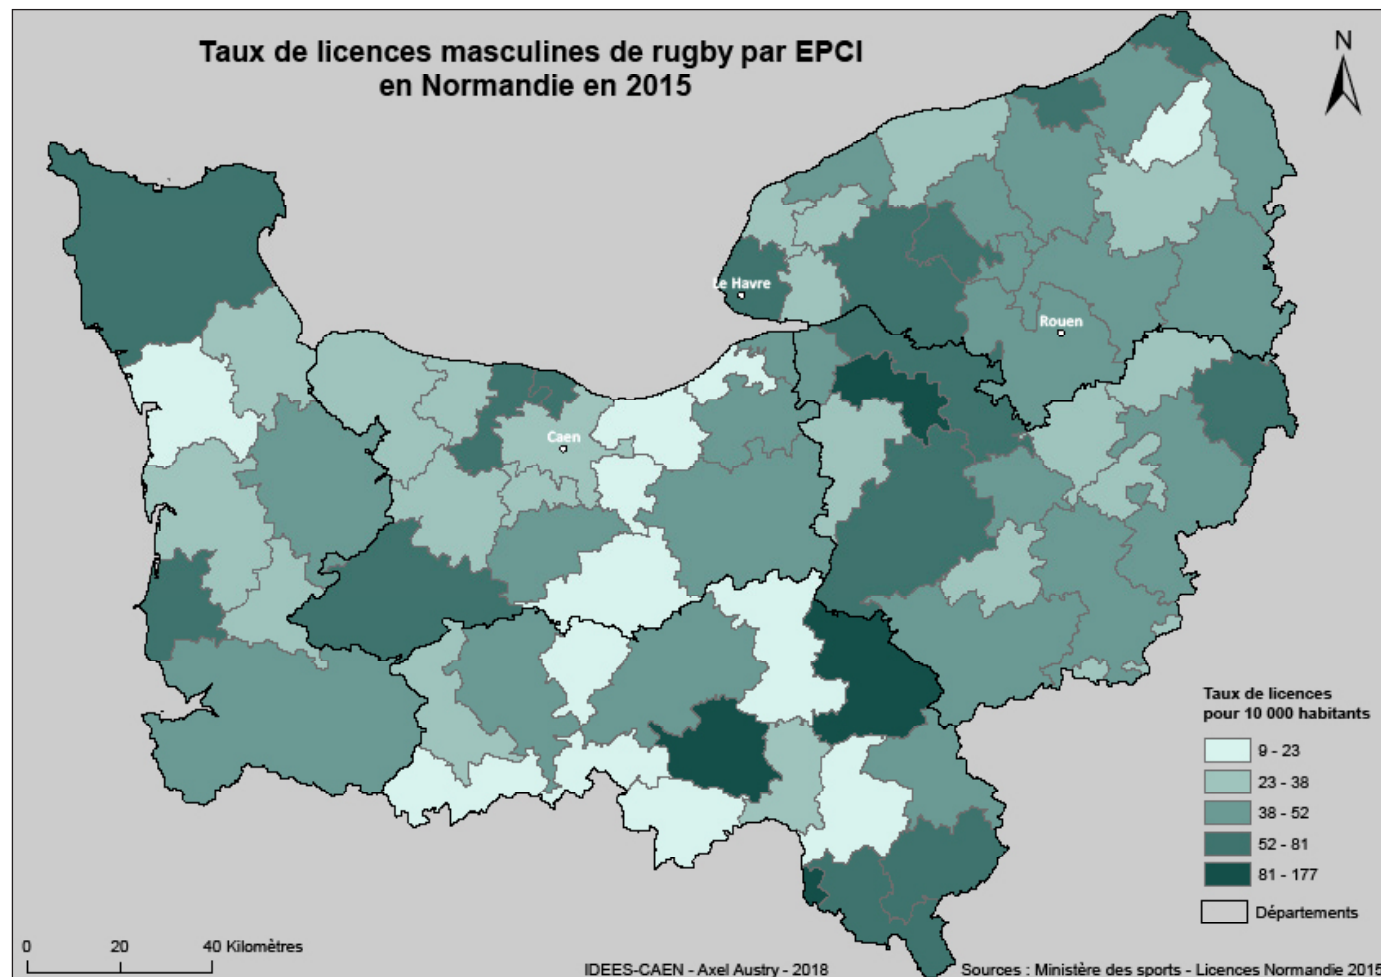 Taux de licences masculines de rugby par EPCI
en Normandie en 2015
N
Le Havre
Rouen
Caen
Taux de licences
pour 10 000 habitants
9 - 23
23 - 38
38 - 52
52 - 81
81 - 177
Départements
0 20 40 Kilomètres
IDEES-CAEN - Axel Austry - 2018
Sources : Ministère des sports - Licences Normandie 2015